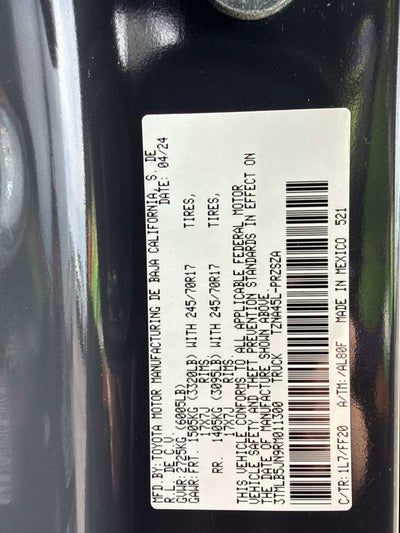 MFD.BY:TOYOTA MOTOR MANUFACTURING DE BAJA CALIFORNIA, S. DE
R.L. DE C.V. DATE: 04/24
GVWR: 2725KG(6005LB)
GAWR:FRT. 1505KG (3320LB) WITH 245/70R17 TIRES,
17X7J RIMS.
RR. 1405KG (3095LB) WITH 245/70R17 TIRES,
17X7J RIMS.
THIS VEHICLE CONFORMS TO ALL APPLICABLE FEDERAL MOTOR
VEHICLE SAFETY AND THEFT PREVENTION STANDARDS IN EFFECT ON
THE DATE OF MANUFACTURE SHOWN ABOVE.
3TMLB5JN9RM011300 TRUCK TZNA45L-PRZSZA
C/TR: 1L7/FF20 A/TM: /AL80F MADE IN MEXICO 521